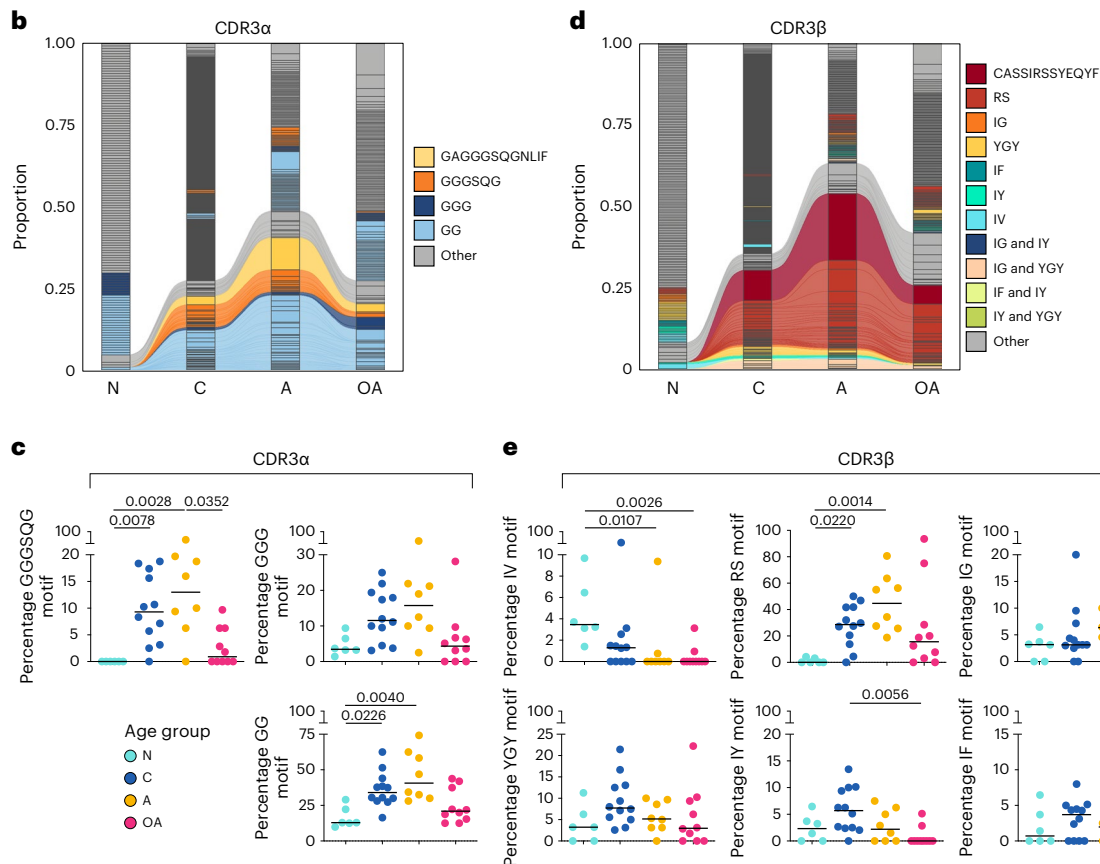 b
CDR3α
1.00
0.75
0.50
0.25
0
Proportion
N
C
A
OA
GAGGGSQGNLIF
GGGSQG
GGG
GG
Other
d
CDR3β
1.00
0.75
0.50
0.25
0
Proportion
N
C
A
OA
CASSIRSSYEQYF
RS
IG
YGY
IF
IY
IV
IG and IY
IG and YGY
IF and IY
IY and YGY
Other
c
CDR3α
Percentage GGGSQG
motif
0.0028
0.0352
0.0078
100
20
15
10
5
0
Percentage GGG
motif
100
30
20
10
0
Age group
N
C
A
OA
Percentage GG
motif
0.0040
0.0226
100
75
50
25
0
e
CDR3β
Percentage IV motif
0.0026
0.0107
100
10
8
6
4
2
0
Percentage RS motif
0.0014
0.0220
100
80
60
40
20
0
Percentage IG motif
100
20
15
10
5
0
Percentage YGY motif
100
25
20
15
10
5
0
Percentage IY motif
0.0056
100
20
15
10
5
0
Percentage IF motif
100
15
10
5
0